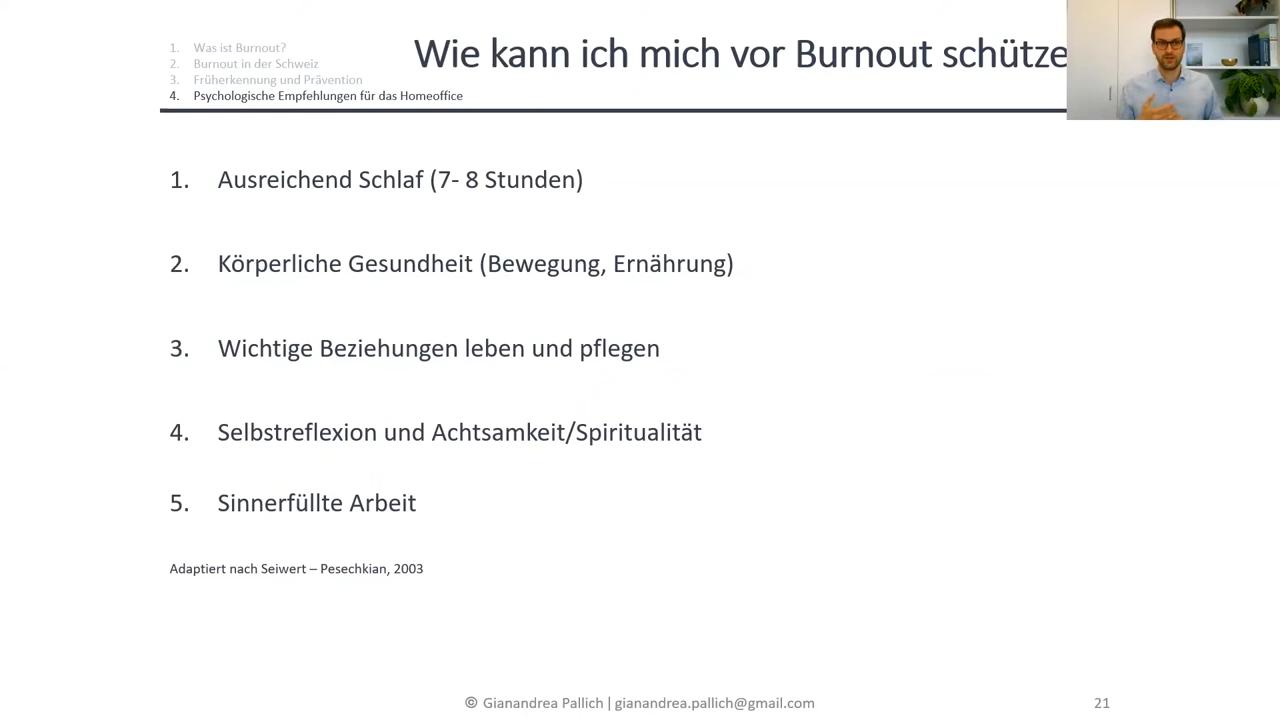 1. Was ist Burnout?
2. Burnout in der Schweiz
3. Früherkennung und Prävention
4. Psychologische Empfehlungen für das Homeoffice
Wie kann ich mich vor Burnout schütze
1. Ausreichend Schlaf (7- 8 Stunden)
2. Körperliche Gesundheit (Bewegung, Ernährung)
3. Wichtige Beziehungen leben und pflegen
4. Selbstreflexion und Achtsamkeit/Spiritualität
5. Sinnerfüllte Arbeit
Adaptiert nach Seiwert – Pesechkian, 2003
© Gianandrea Pallich | gianandrea.pallich@gmail.com
21